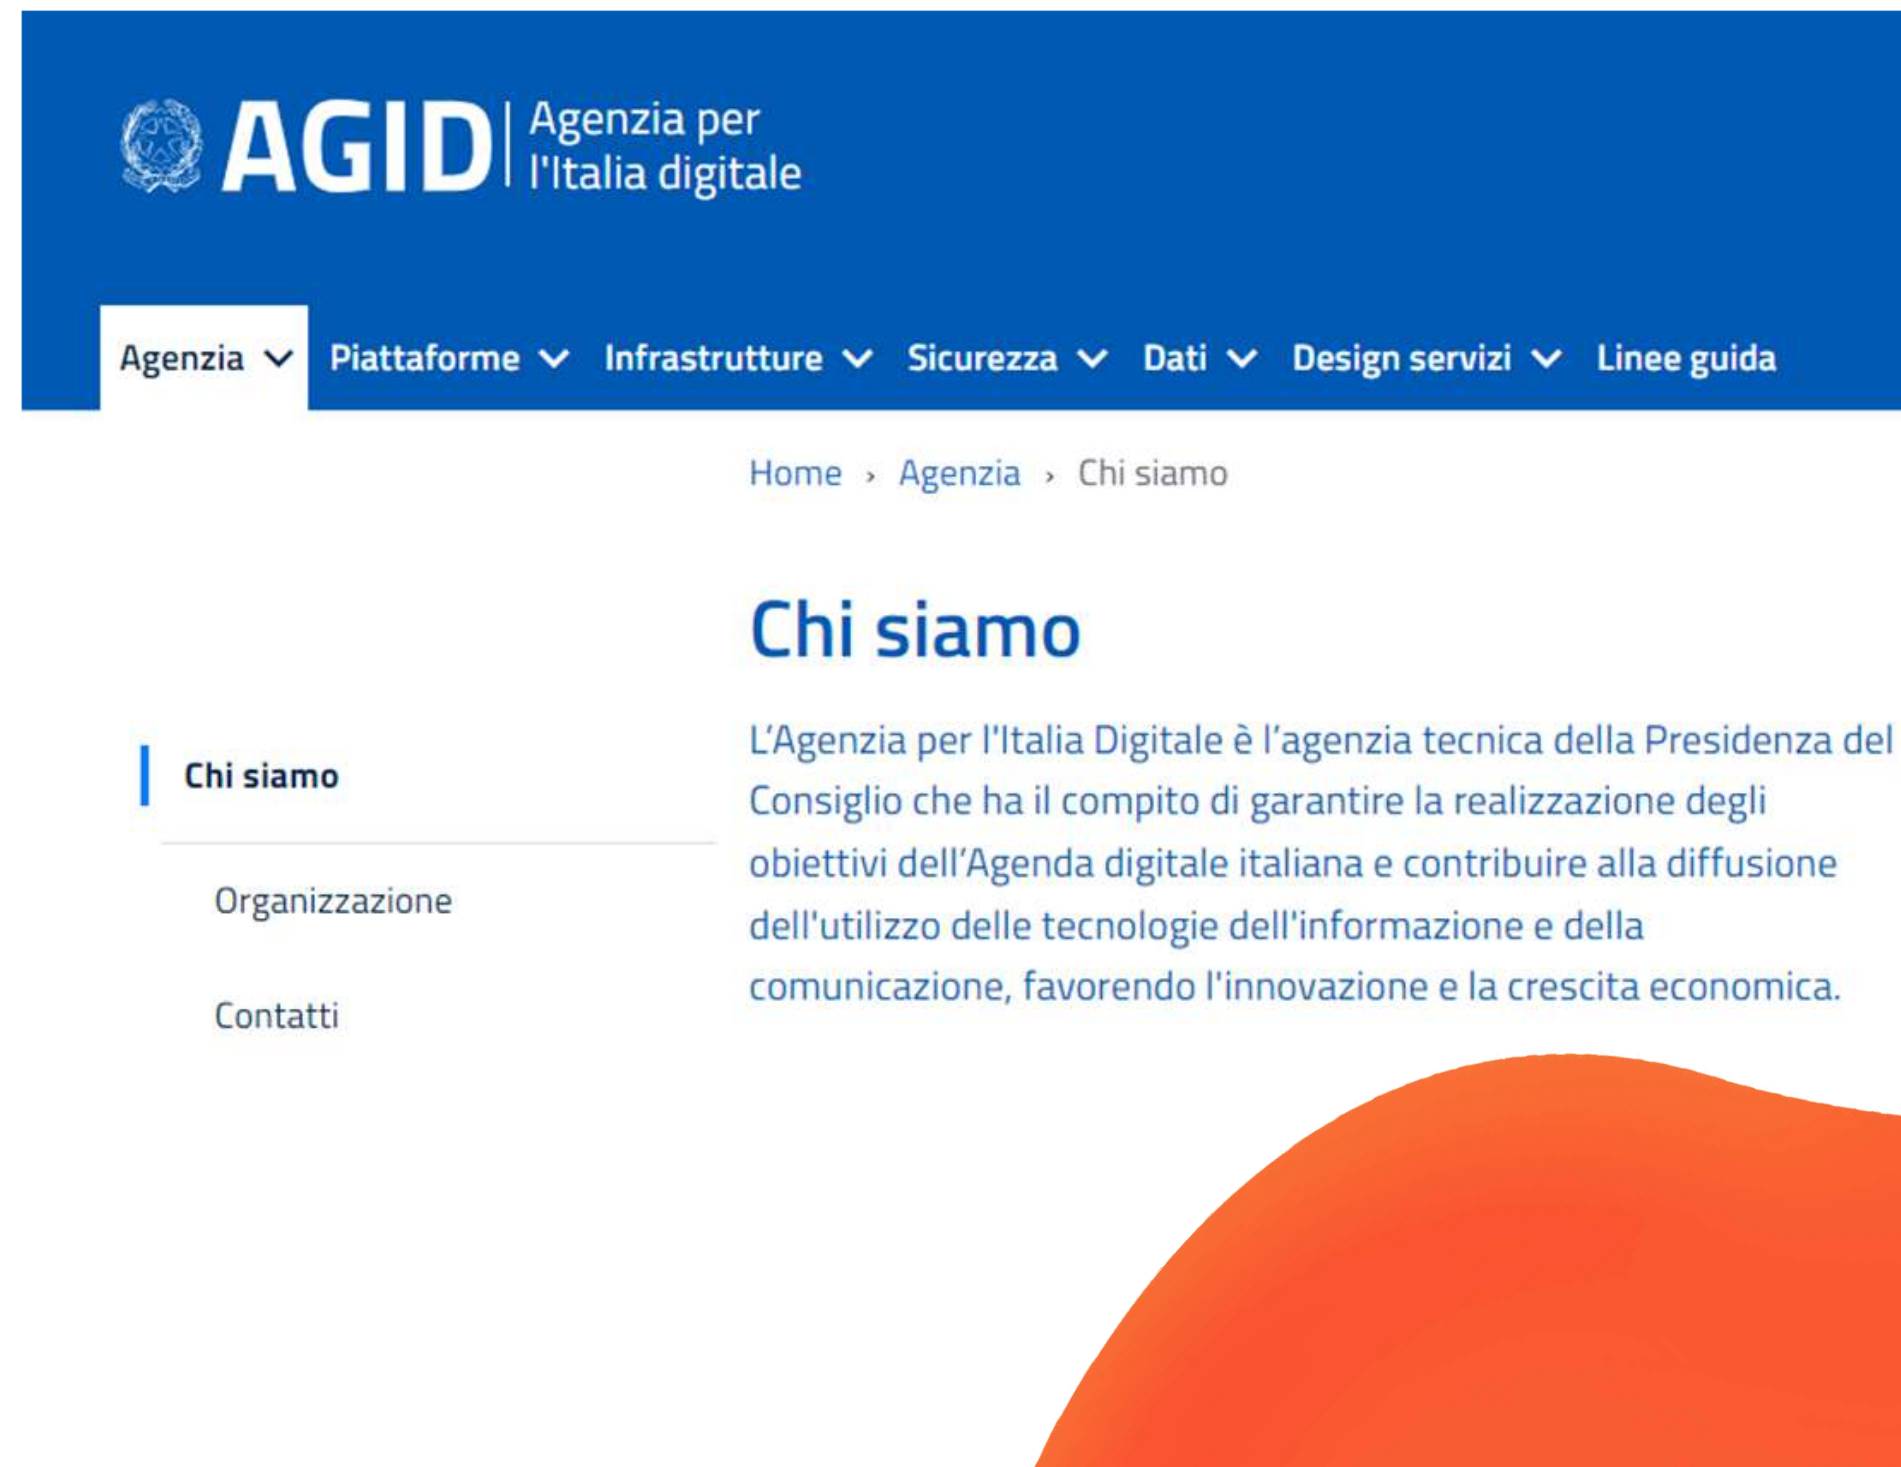 AGID
Agenzia per
l'Italia digitale
Agenzia Piattaforme Infrastrutture Sicurezza Dati Design servizi Linee guida
Home › Agenzia › Chi siamo
Chi siamo
L’Agenzia per l'Italia Digitale è l’agenzia tecnica della Presidenza del
Consiglio che ha il compito di garantire la realizzazione degli
obiettivi dell’Agenda digitale italiana e contribuire alla diffusione
dell'utilizzo delle tecnologie dell'informazione e della
comunicazione, favorendo l'innovazione e la crescita economica.
Chi siamo
Organizzazione
Contatti